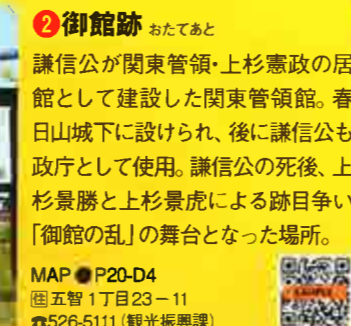 ❷御館跡 おたてあと
謙信公が関東管領・上杉憲政の居
館として建設した関東管領館。春
日山城下に設けられ、後に謙信公も
政庁として使用。謙信公の死後、上
杉景勝と上杉景虎による跡目争い
「御館の乱」の舞台となった場所。
MAP●P20-D4
住五智1丁目23−11
☎526-5111(観光振興課)